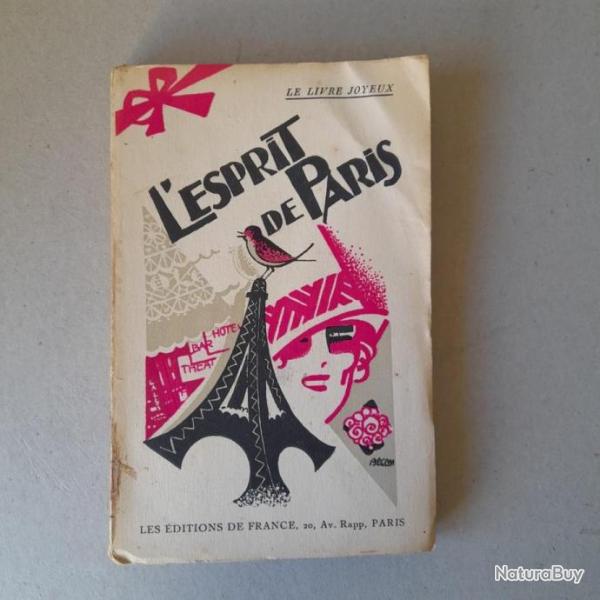 LE LIVRE JOYEUX
L'ESPRIT
DE PARIS
HOTEL
BAR
THEAT
LES ÉDITIONS DE FRANCE, 20, Av. Rapp, PARIS
NaturaBuy